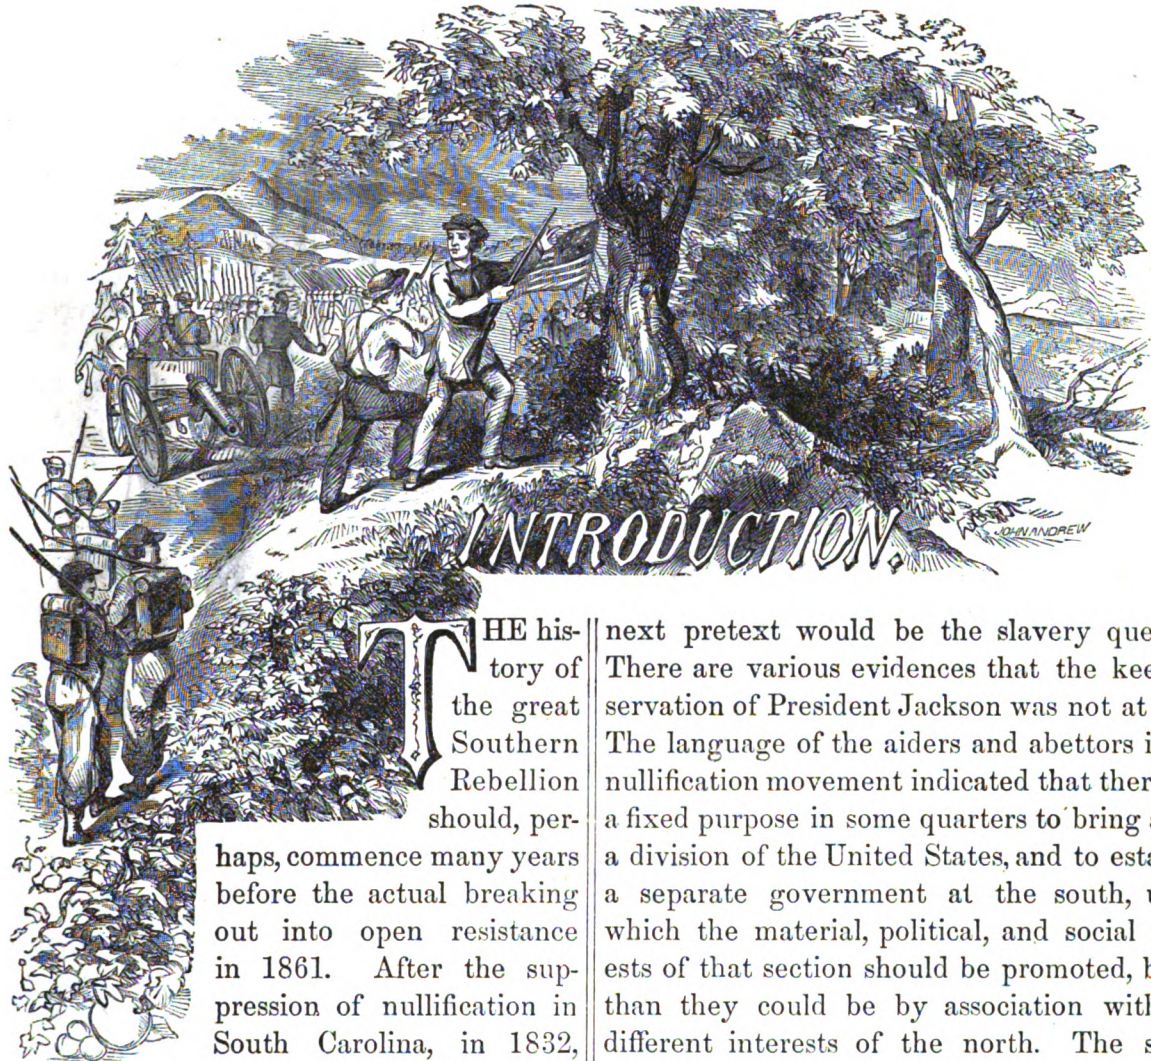 INTRODUCTION.
JOHN ANDREW
THE his-
tory of
the great
Southern
Rebellion
should, per-
haps, commence many years
before the actual breaking
out into open resistance
in 1861. After the sup-
pression of nullification in
South Carolina, in 1832,
next pretext would be the slavery que
There are various evidences that the kee
servation of President Jackson was not at
The language of the aiders and abettors i
nullification movement indicated that ther
a fixed purpose in some quarters to bring a
a division of the United States, and to esta
a separate government at the south, u
which the material, political, and social
ests of that section should be promoted, b
than they could be by association with
different interests of the north. The s